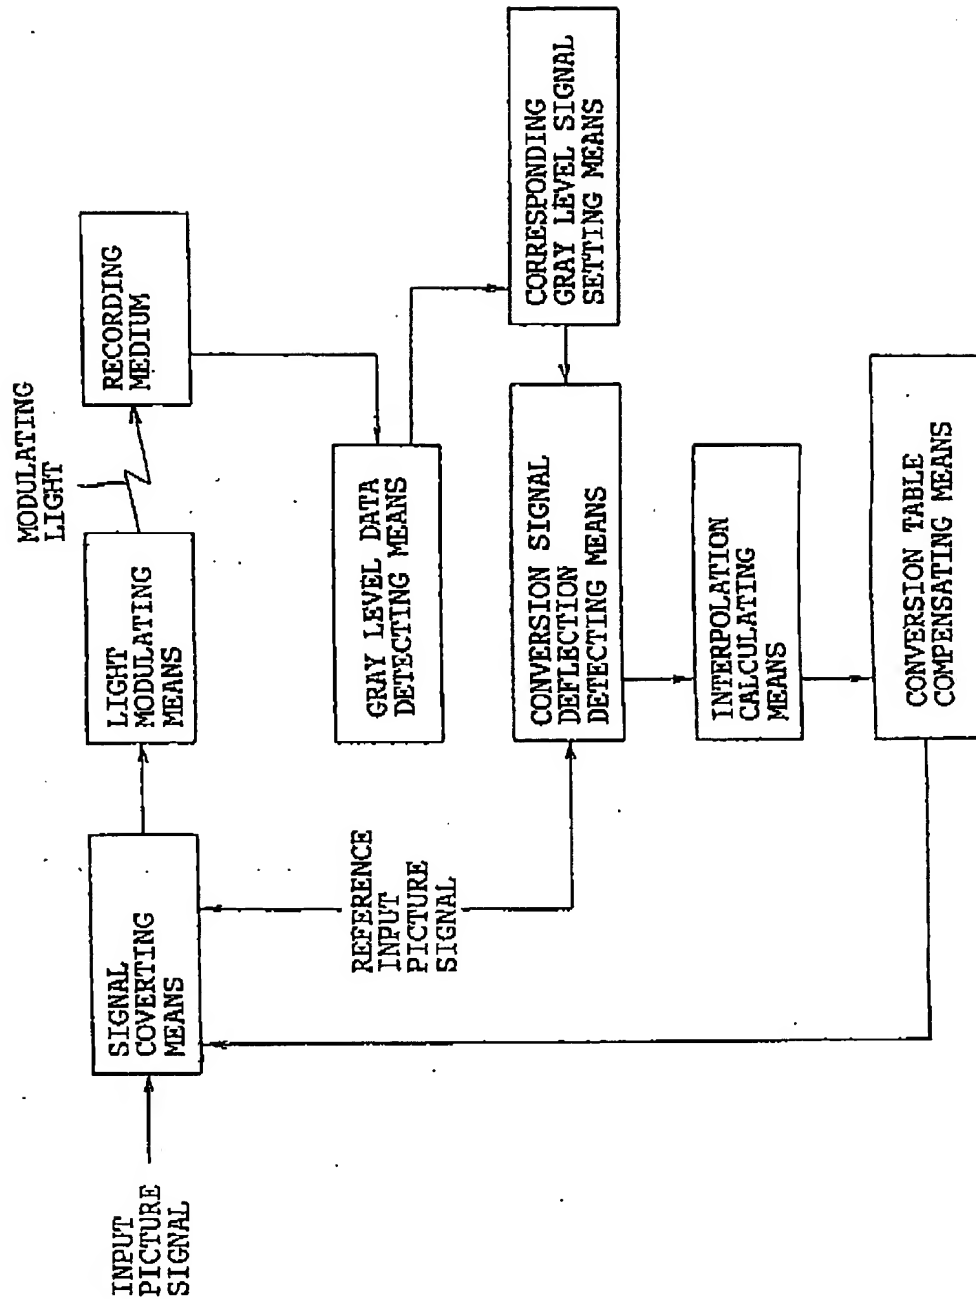 INPUT
PICTURE
SIGNAL
SIGNAL
COVERTING
MEANS
LIGHT
MODULATING
MEANS
MODULATING
LIGHT
RECORDING
MEDIUM
GRAY LEVEL DATA
DETECTING MEANS
REFERENCE
INPUT
PICTURE
SIGNAL
CONVERSION SIGNAL
DEFLECTION
DETECTING MEANS
CORRESPONDING
GRAY LEVEL SIGNAL
SETTING MEANS
INTERPOLATION
CALCULATING
MEANS
CONVERSION TABLE
COMPENSATING MEANS